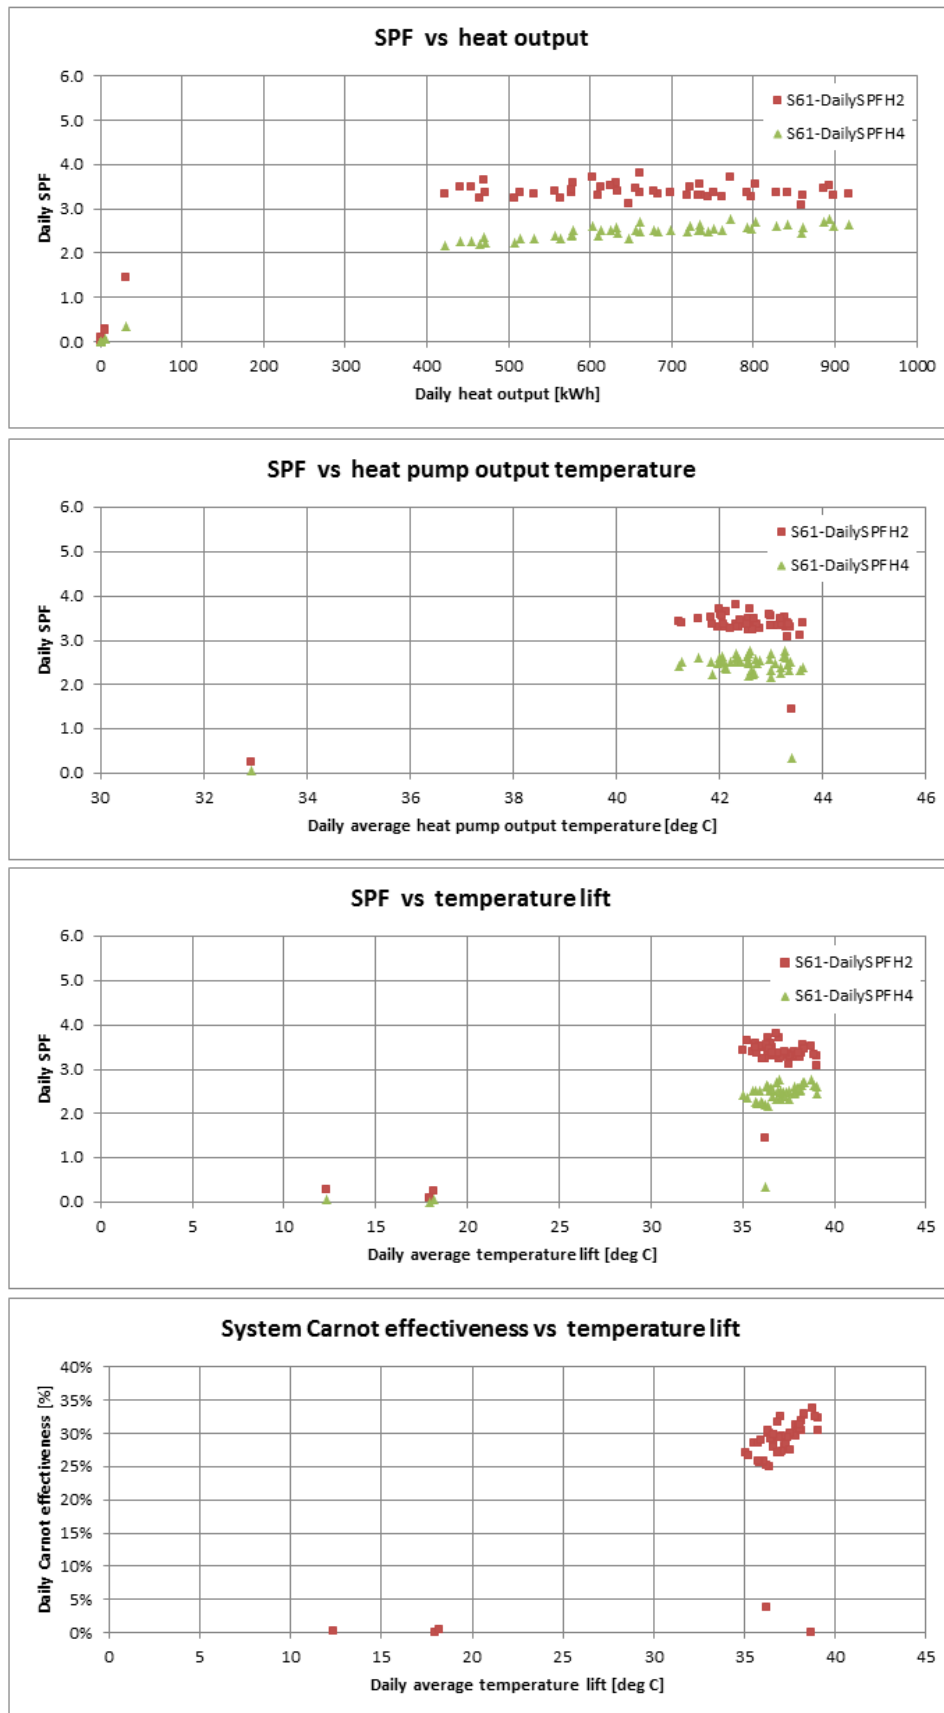 SPF vs heat output
6.0
5.0
4.0
3.0
2.0
1.0
0.0
Daily SPF
S61-DailySPFH2
S61-DailySPFH4
0 100 200 300 400 500 600 700 800 900 1000
Daily heat output [kWh]
SPF vs heat pump output temperature
6.0
5.0
4.0
3.0
2.0
1.0
0.0
Daily SPF
S61-DailySPFH2
S61-DailySPFH4
30 32 34 36 38 40 42 44 46
Daily average heat pump output temperature [deg C]
SPF vs temperature lift
6.0
5.0
4.0
3.0
2.0
1.0
0.0
Daily SPF
S61-DailySPFH2
S61-DailySPFH4
0 5 10 15 20 25 30 35 40 45
Daily average temperature lift [deg C]
System Carnot effectiveness vs temperature lift
40%
35%
30%
25%
20%
15%
10%
5%
0%
Daily Carnot effectiveness [%]
0 5 10 15 20 25 30 35 40 45
Daily average temperature lift [deg C]